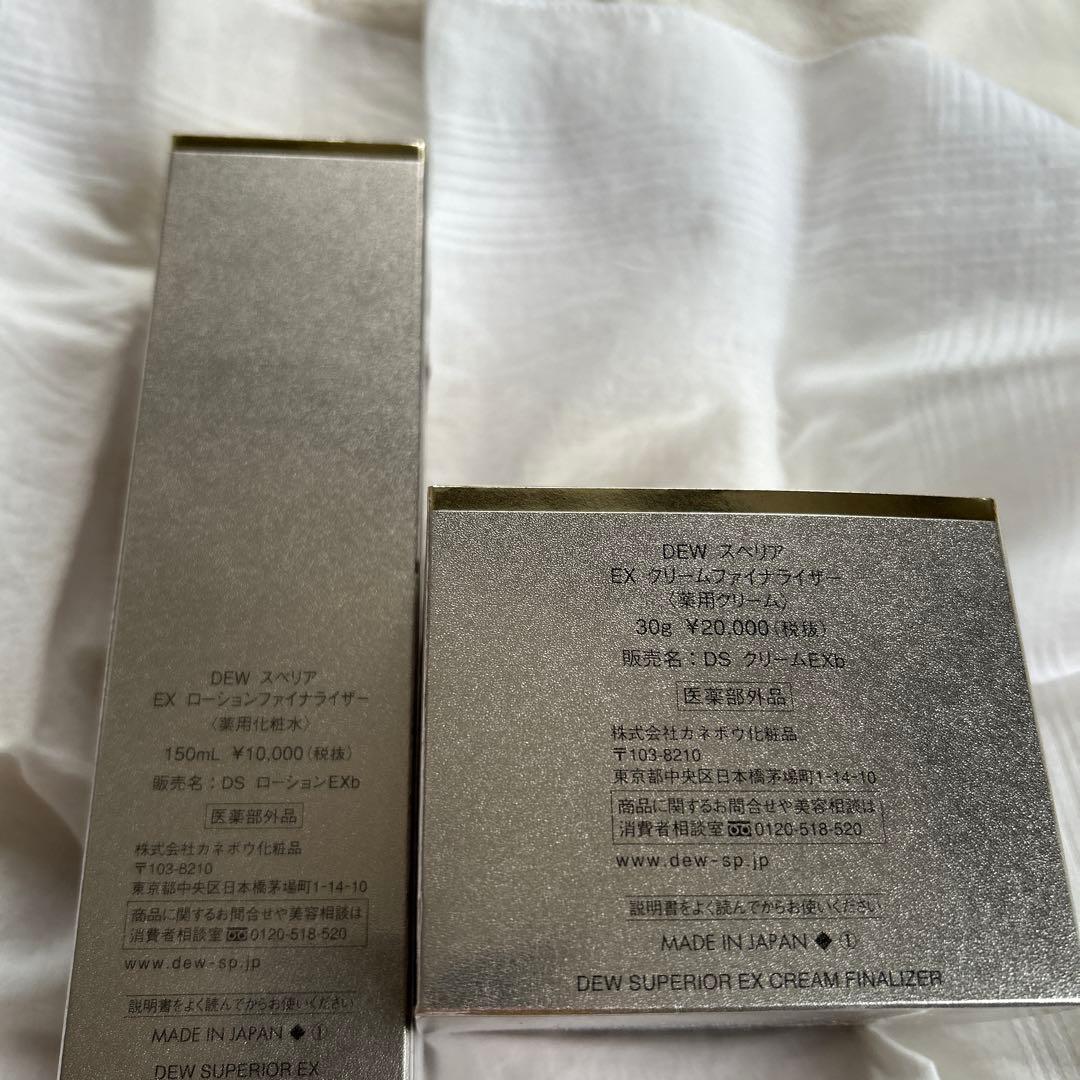 DEW スペリア
EX ローションファイナライザー
〈薬用化粧水〉
150mL ¥10,000(税抜)
販売名:DS ローションEXb
医薬部外品
株式会社カネボウ化粧品
〒103-8210
東京都中央区日本橋茅場町1-14-10
商品に関するお問合せや美容相談は
消費者相談室 0120-518-520
www.dew-sp.jp
説明書をよく読んでからお使いください
MADE IN JAPAN ◆ ①
DEW SUPERIOR EX
DEW スペリア
EX クリームファイナライザー
〈薬用クリーム〉
30g ¥20,000(税抜)
販売名:DS クリームEXb
医薬部外品
株式会社カネボウ化粧品
〒103-8210
東京都中央区日本橋茅場町1-14-10
商品に関するお問合せや美容相談は
消費者相談室 0120-518-520
www.dew-sp.jp
説明書をよく読んでからお使いください
MADE IN JAPAN ◆ ①
DEW SUPERIOR EX CREAM FINALIZER